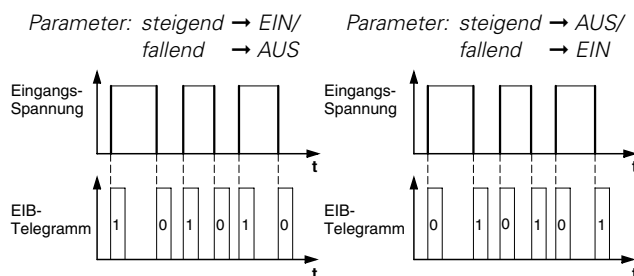 Parameter: steigend → EIN/
fallend → AUS
Eingangs-
Spannung
t
EIB-
Telegramm
1 0 1 0 1 0
t
Parameter: steigend → AUS/
fallend → EIN
Eingangs-
Spannung
t
EIB-
Telegramm
0 1 0 1 0 1
t